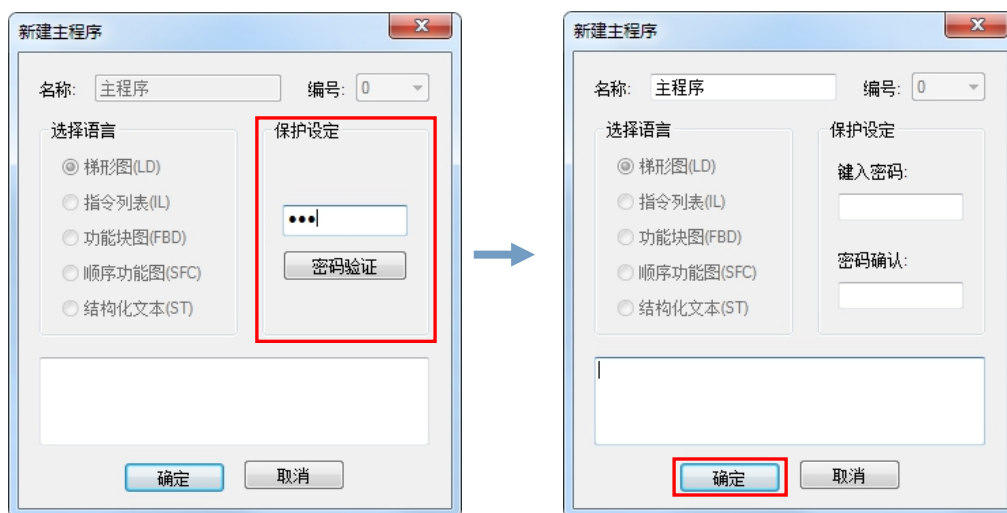 新建主程序
名称: 主程序 编号: 0
选择语言
梯形图(LD)
指令列表(IL)
功能块图(FBD)
顺序功能图(SFC)
结构化文本(ST)
保护设定
•••
密码验证
确定 取消
新建主程序
名称: 主程序 编号: 0
选择语言
梯形图(LD)
指令列表(IL)
功能块图(FBD)
顺序功能图(SFC)
结构化文本(ST)
保护设定
键入密码:
密码确认:
确定 取消